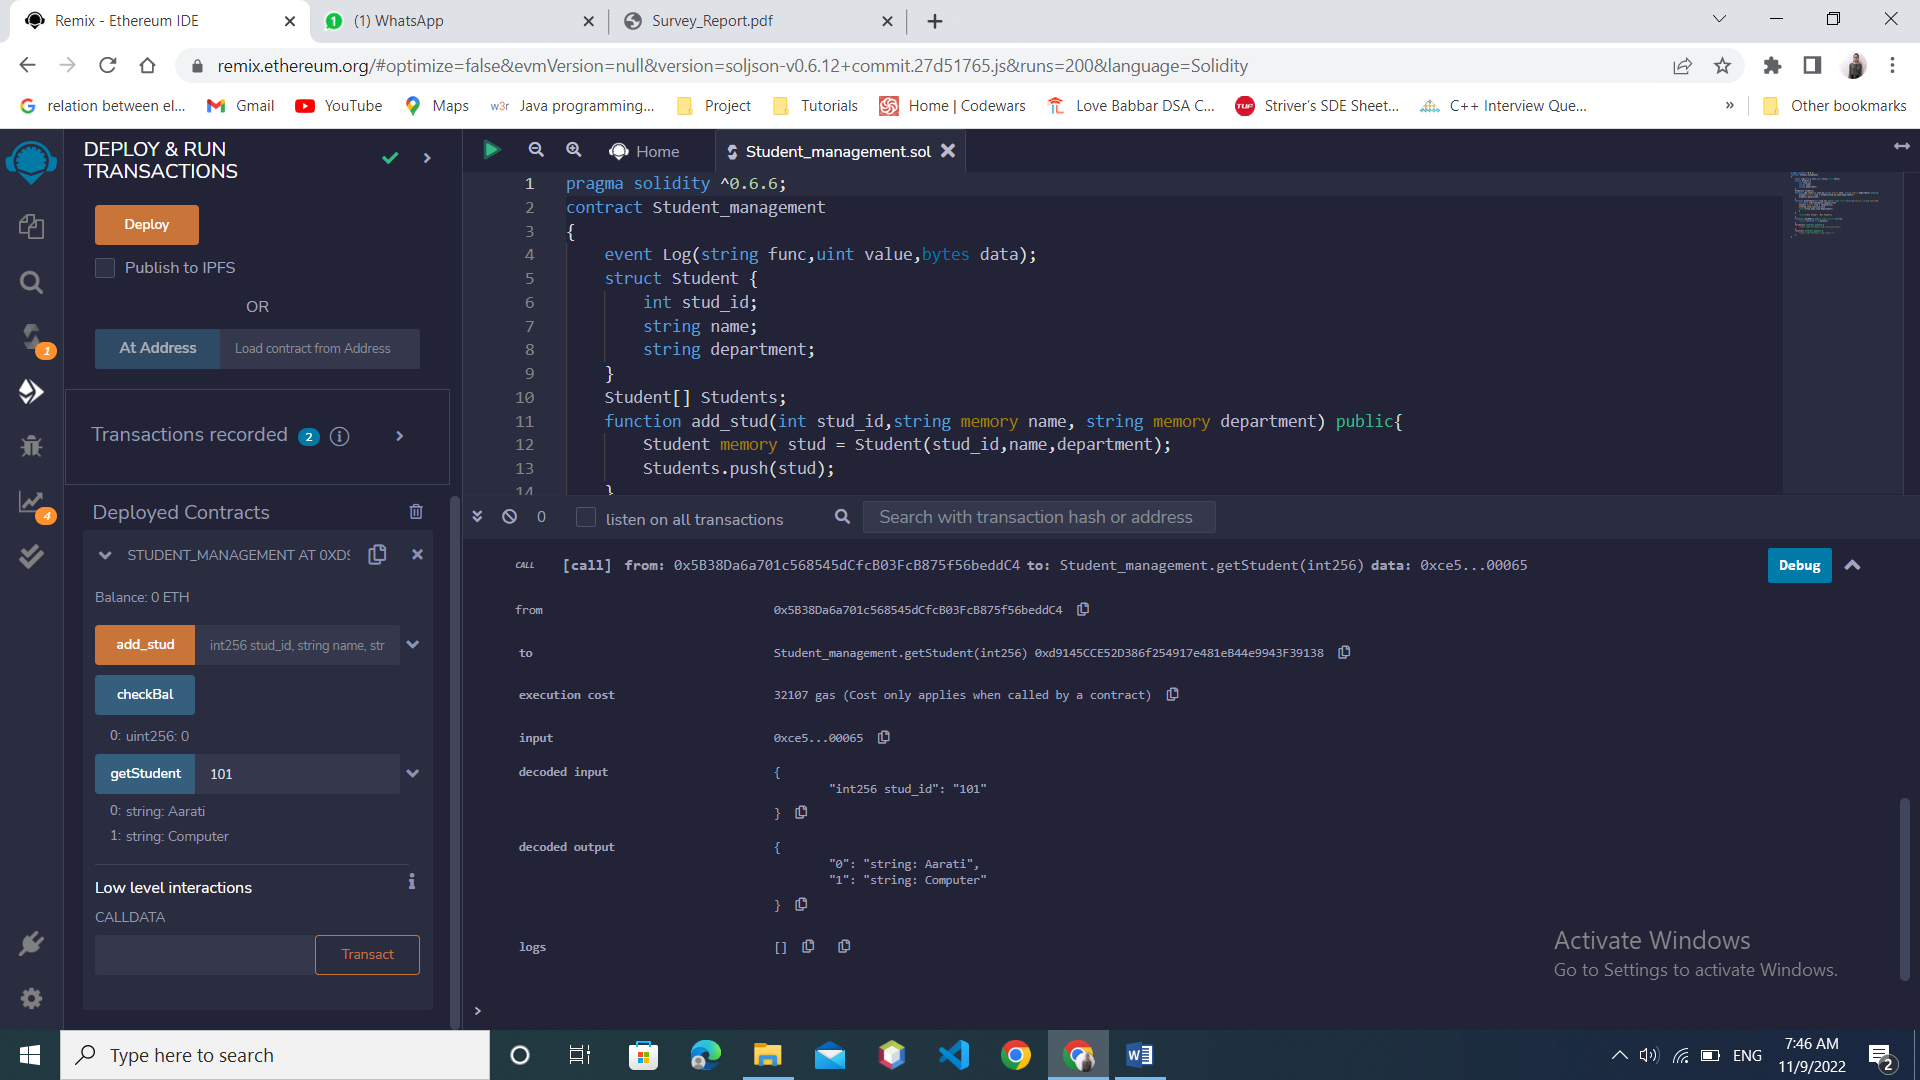 Remix - Ethereum IDE
(1) WhatsApp
Survey_Report.pdf
remix.ethereum.org/#optimize=false&evmVersion=null&version=soljson-v0.6.12+commit.27d51765.js&runs=200&language=Solidity
relation between el...
Gmail
YouTube
Maps
w3r Java programming...
Project
Tutorials
Home | Codewars
Love Babbar DSA C...
TUF Striver's SDE Sheet...
C++ Interview Que...
»
Other bookmarks
DEPLOY & RUN
TRANSACTIONS
Deploy
Publish to IPFS
OR
At Address
Load contract from Address
1
Transactions recorded 2 i
4
Deployed Contracts
STUDENT_MANAGEMENT AT 0XD9
Balance: 0 ETH
add_stud
int256 stud_id, string name, str
checkBal
0: uint256: 0
getStudent
101
0: string: Aarati
1: string: Computer
Low level interactions
i
CALLDATA
Transact
Home
Student_management.sol
1 pragma solidity ^0.6.6;
2 contract Student_management
3 {
4 event Log(string func,uint value,bytes data);
5 struct Student {
6 int stud_id;
7 string name;
8 string department;
9 }
10 Student[] Students;
11 function add_stud(int stud_id,string memory name, string memory department) public{
12 Student memory stud = Student(stud_id,name,department);
13 Students.push(stud);
14 }
0
listen on all transactions
Search with transaction hash or address
CALL [call] from: 0x5B38Da6a701c568545dCfcB03FcB875f56beddC4 to: Student_management.getStudent(int256) data: 0xce5...00065
Debug
from 0x5B38Da6a701c568545dCfcB03FcB875f56beddC4
to Student_management.getStudent(int256) 0xd9145CCE52D386f254917e481eB44e9943F39138
execution cost 32107 gas (Cost only applies when called by a contract)
input 0xce5...00065
decoded input {
"int256 stud_id": "101"
}
decoded output {
"0": "string: Aarati",
"1": "string: Computer"
}
logs []
>
Activate Windows
Go to Settings to activate Windows.
Type here to search
ENG
7:46 AM
11/9/2022
2